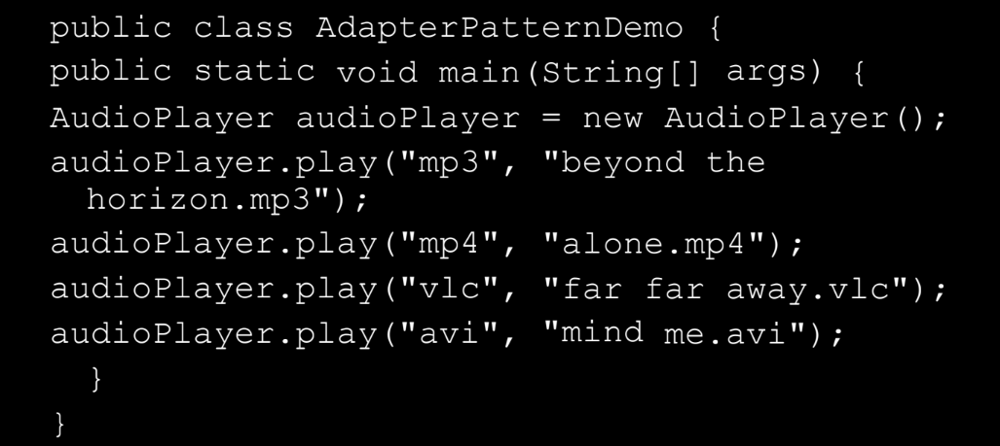 public class AdapterPatternDemo {
public static void main(String[] args) {
AudioPlayer audioPlayer = new AudioPlayer();
audioPlayer.play("mp3", "beyond the
horizon.mp3");
audioPlayer.play("mp4", "alone.mp4");
audioPlayer.play("vlc", "far far away.vlc");
audioPlayer.play("avi", "mind me.avi");
}
}